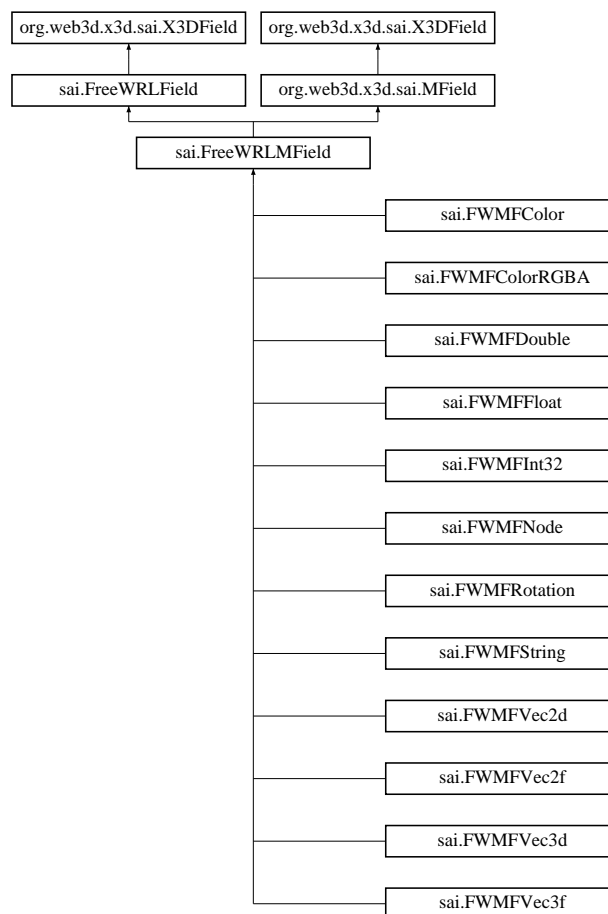 org.web3d.x3d.sai.X3DField
org.web3d.x3d.sai.X3DField
sai.FreeWRLField
org.web3d.x3d.sai.MField
sai.FreeWRLMField
sai.FWMFColor
sai.FWMFColorRGBA
sai.FWMFDouble
sai.FWMFFloat
sai.FWMFInt32
sai.FWMFNode
sai.FWMFRotation
sai.FWMFString
sai.FWMFVec2d
sai.FWMFVec2f
sai.FWMFVec3d
sai.FWMFVec3f